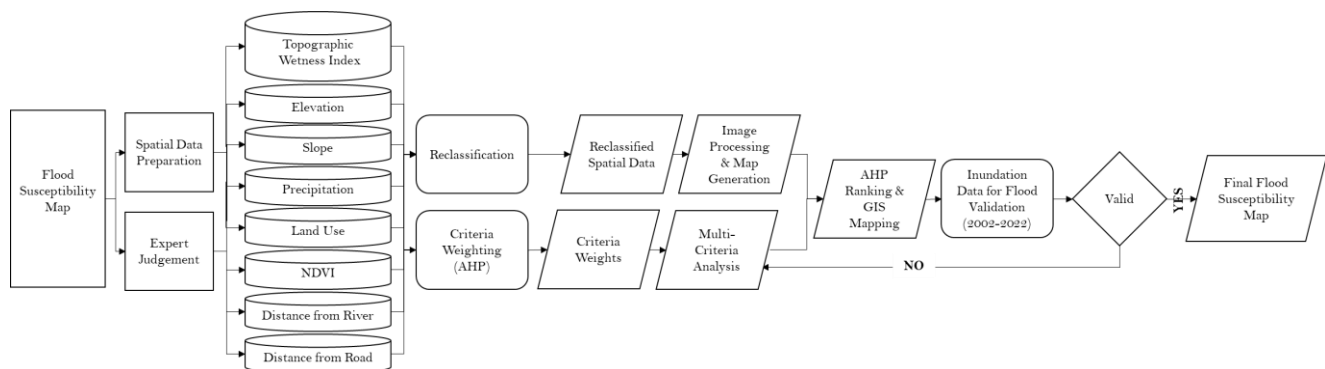 Flood
Susceptibility
Map
Spatial Data
Preparation
Expert
Judgement
Topographic
Wetness Index
Elevation
Slope
Precipitation
Land Use
NDVI
Distance from River
Distance from Road
Reclassification
Criteria
Weighting
(AHP)
Reclassified
Spatial Data
Criteria
Weights
Image
Processing
& Map
Generation
Multi-
Criteria
Analysis
AHP
Ranking &
GIS
Mapping
Inundation
Data for Flood
Validation
(2002-2022)
Valid
YES
NO
Final Flood
Susceptibility
Map